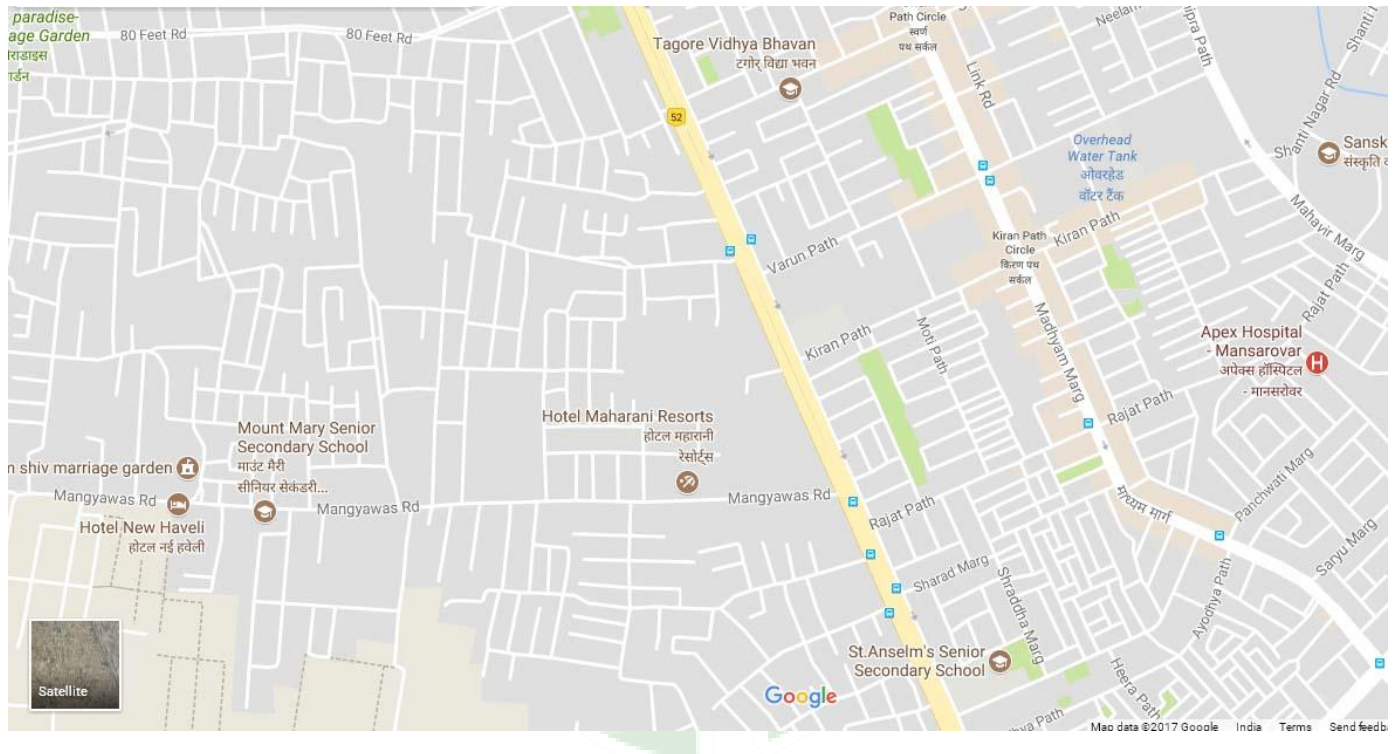 paradise-
age Garden
80 Feet Rd
80 Feet Rd
52
Tagore Vidhya Bhavan
टगोर् विद्या भवन
Path Circle
स्वर्ण
पथ सर्कल
Link Rd
Neelam
hipra Path
Shanti
Shanti Nagar Rd
Sansk
संस्कृति
Overhead
Water Tank
ओवरहेड
वॉटर टैंक
Mahavir Marg
Varun Path
Kiran Path
Circle
किरण पथ
सर्कल
Kiran Path
Kiran Path
Moti Path
Madhyam Marg
Rajat Path
Apex Hospital
- Mansarovar
अपेक्स हॉस्पिटल
- मानसरोवर
Rajat Path
Hotel Maharani Resorts
होटल महारानी
रेसोर्ट्स
Mount Mary Senior
Secondary School
माउंट मैरी
सीनियर सेकंडरी...
m shiv marriage garden
Mangyawas Rd
Mangyawas Rd
Mangyawas Rd
Hotel New Haveli
होटल नई हवेली
Rajat Path
माध्यम मार्ग
Panchwati Marg
Saryu Marg
Sharad Marg
Shraddha Marg
Ayodhya Path
St.Anselm's Senior
Secondary School
Heera Path
hya Path
Satellite
Google
Map data ©2017 Google India Terms Send feedb